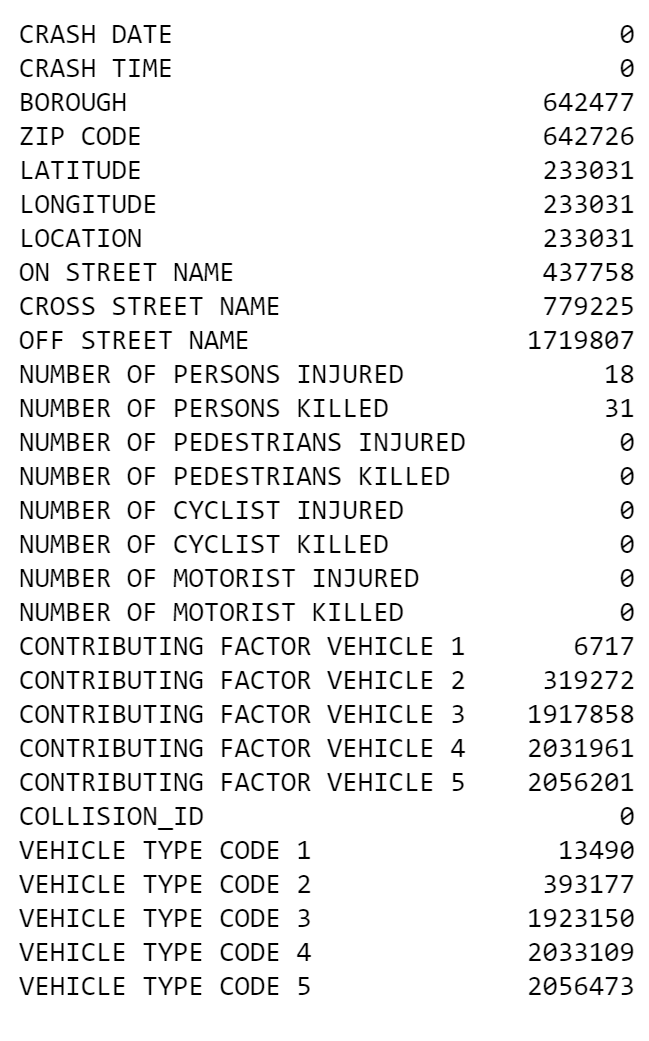 CRASH DATE 0
CRASH TIME 0
BOROUGH 642477
ZIP CODE 642726
LATITUDE 233031
LONGITUDE 233031
LOCATION 233031
ON STREET NAME 437758
CROSS STREET NAME 779225
OFF STREET NAME 1719807
NUMBER OF PERSONS INJURED 18
NUMBER OF PERSONS KILLED 31
NUMBER OF PEDESTRIANS INJURED 0
NUMBER OF PEDESTRIANS KILLED 0
NUMBER OF CYCLIST INJURED 0
NUMBER OF CYCLIST KILLED 0
NUMBER OF MOTORIST INJURED 0
NUMBER OF MOTORIST KILLED 0
CONTRIBUTING FACTOR VEHICLE 1 6717
CONTRIBUTING FACTOR VEHICLE 2 319272
CONTRIBUTING FACTOR VEHICLE 3 1917858
CONTRIBUTING FACTOR VEHICLE 4 2031961
CONTRIBUTING FACTOR VEHICLE 5 2056201
COLLISION_ID 0
VEHICLE TYPE CODE 1 13490
VEHICLE TYPE CODE 2 393177
VEHICLE TYPE CODE 3 1923150
VEHICLE TYPE CODE 4 2033109
VEHICLE TYPE CODE 5 2056473